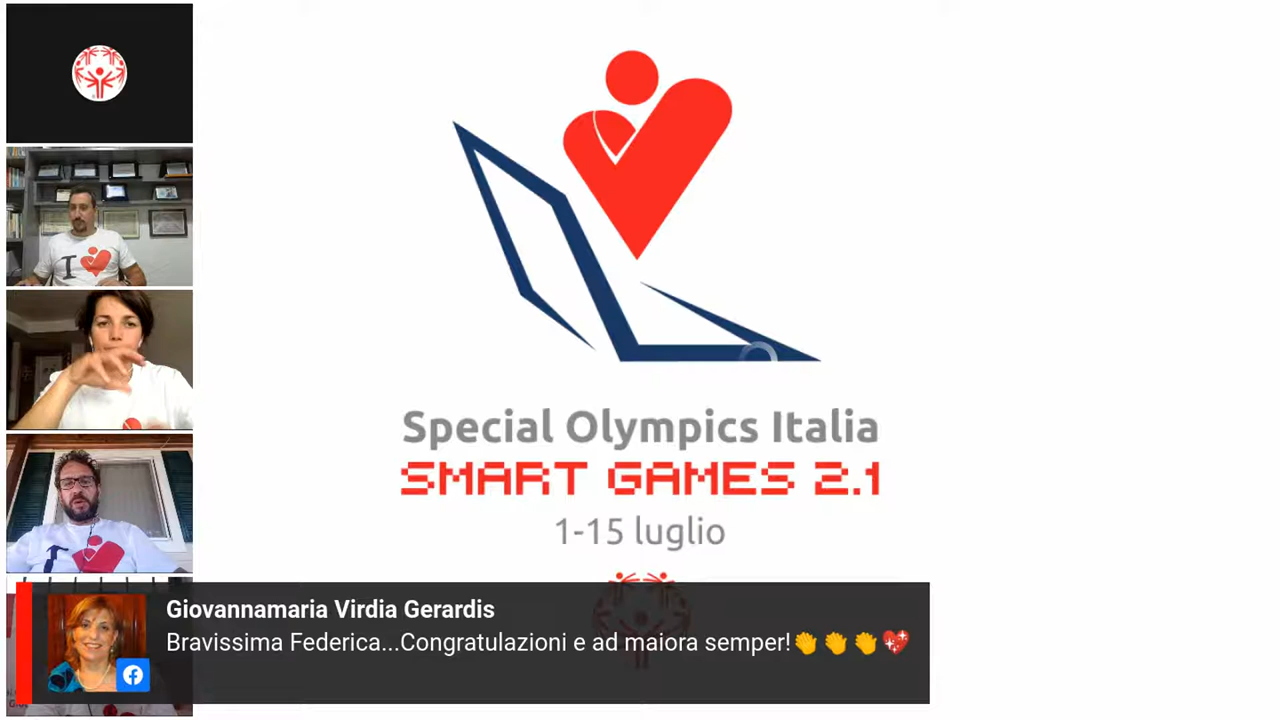 Special Olympics Italia
SMART GAMES 2.1
1-15 luglio
Giovannamaria Virdia Gerardis
Bravissima Federica...Congratulazioni e ad maiora semper!👏👏👏💖
I